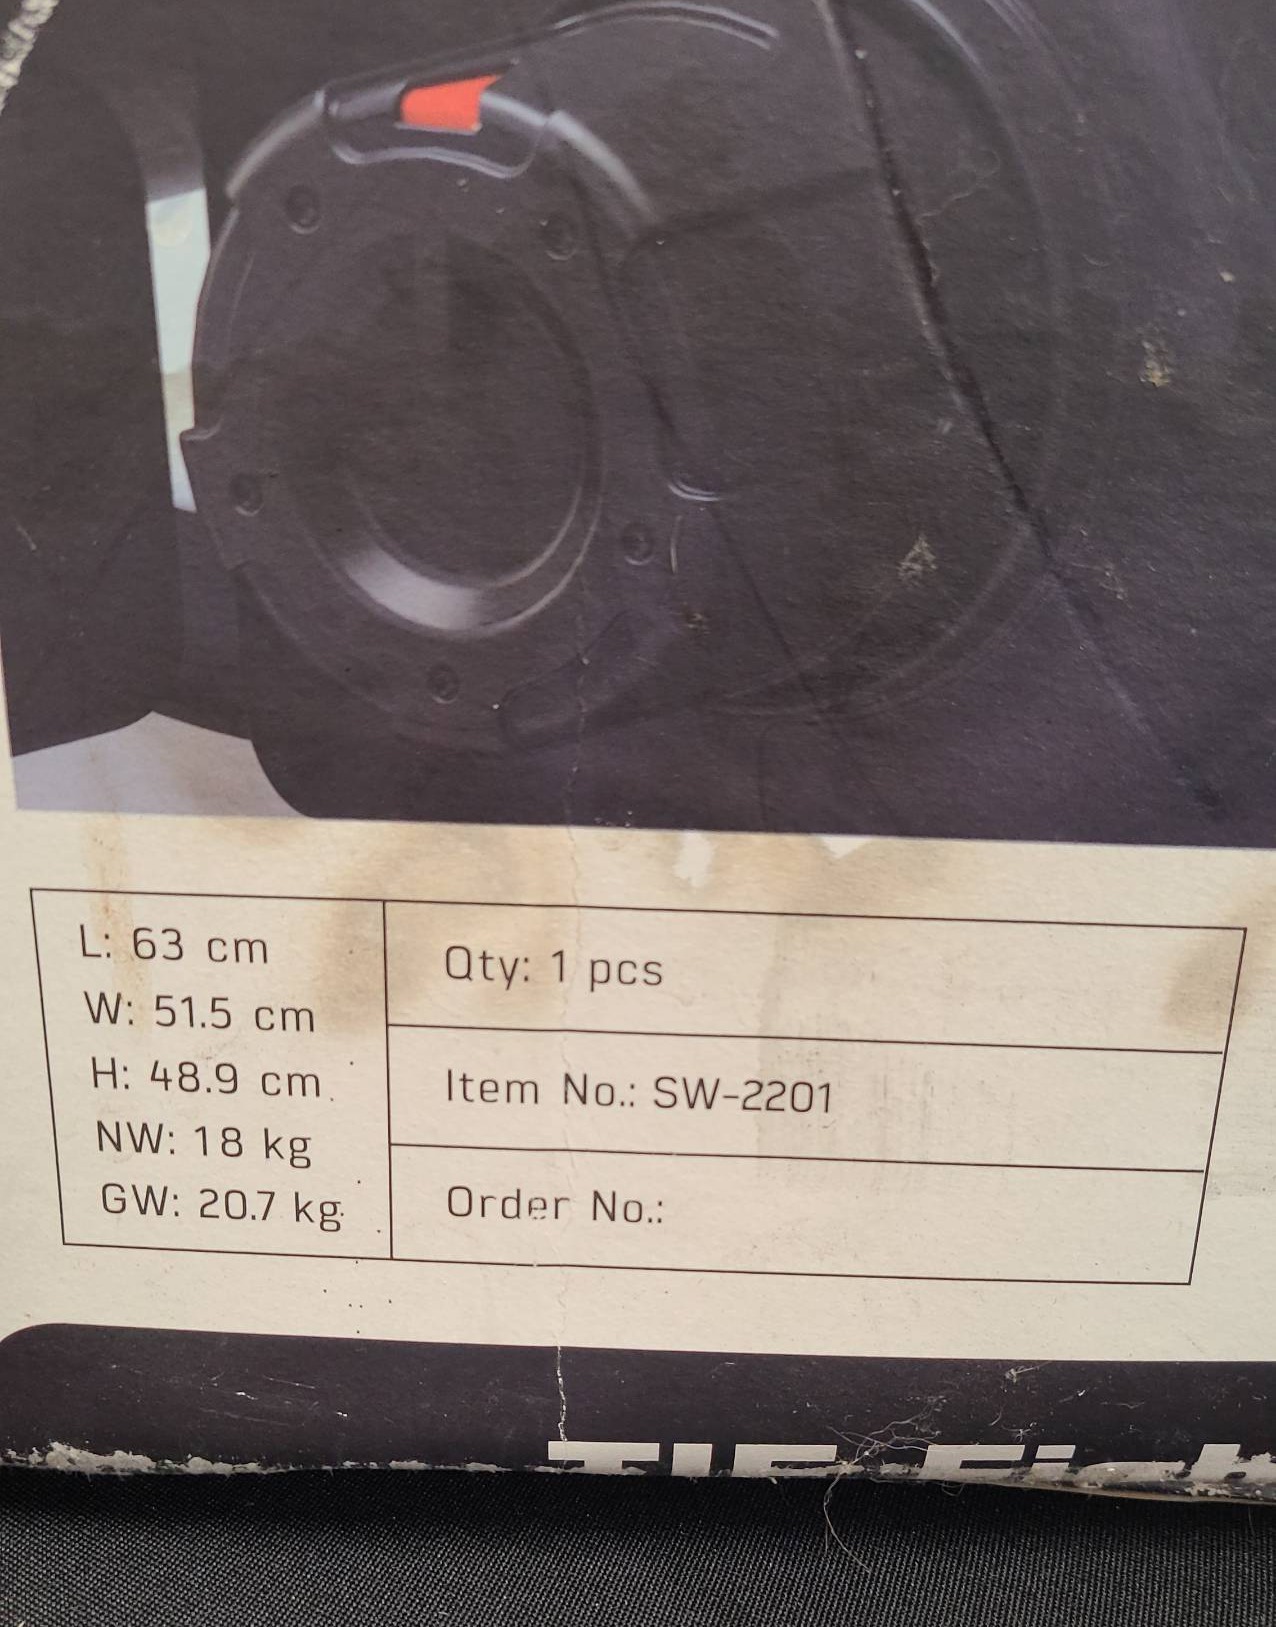 L: 63 cm
W: 51.5 cm
H: 48.9 cm
NW: 18 kg
GW: 20.7 kg
Qty: 1 pcs
Item No.: SW-2201
Order No.: